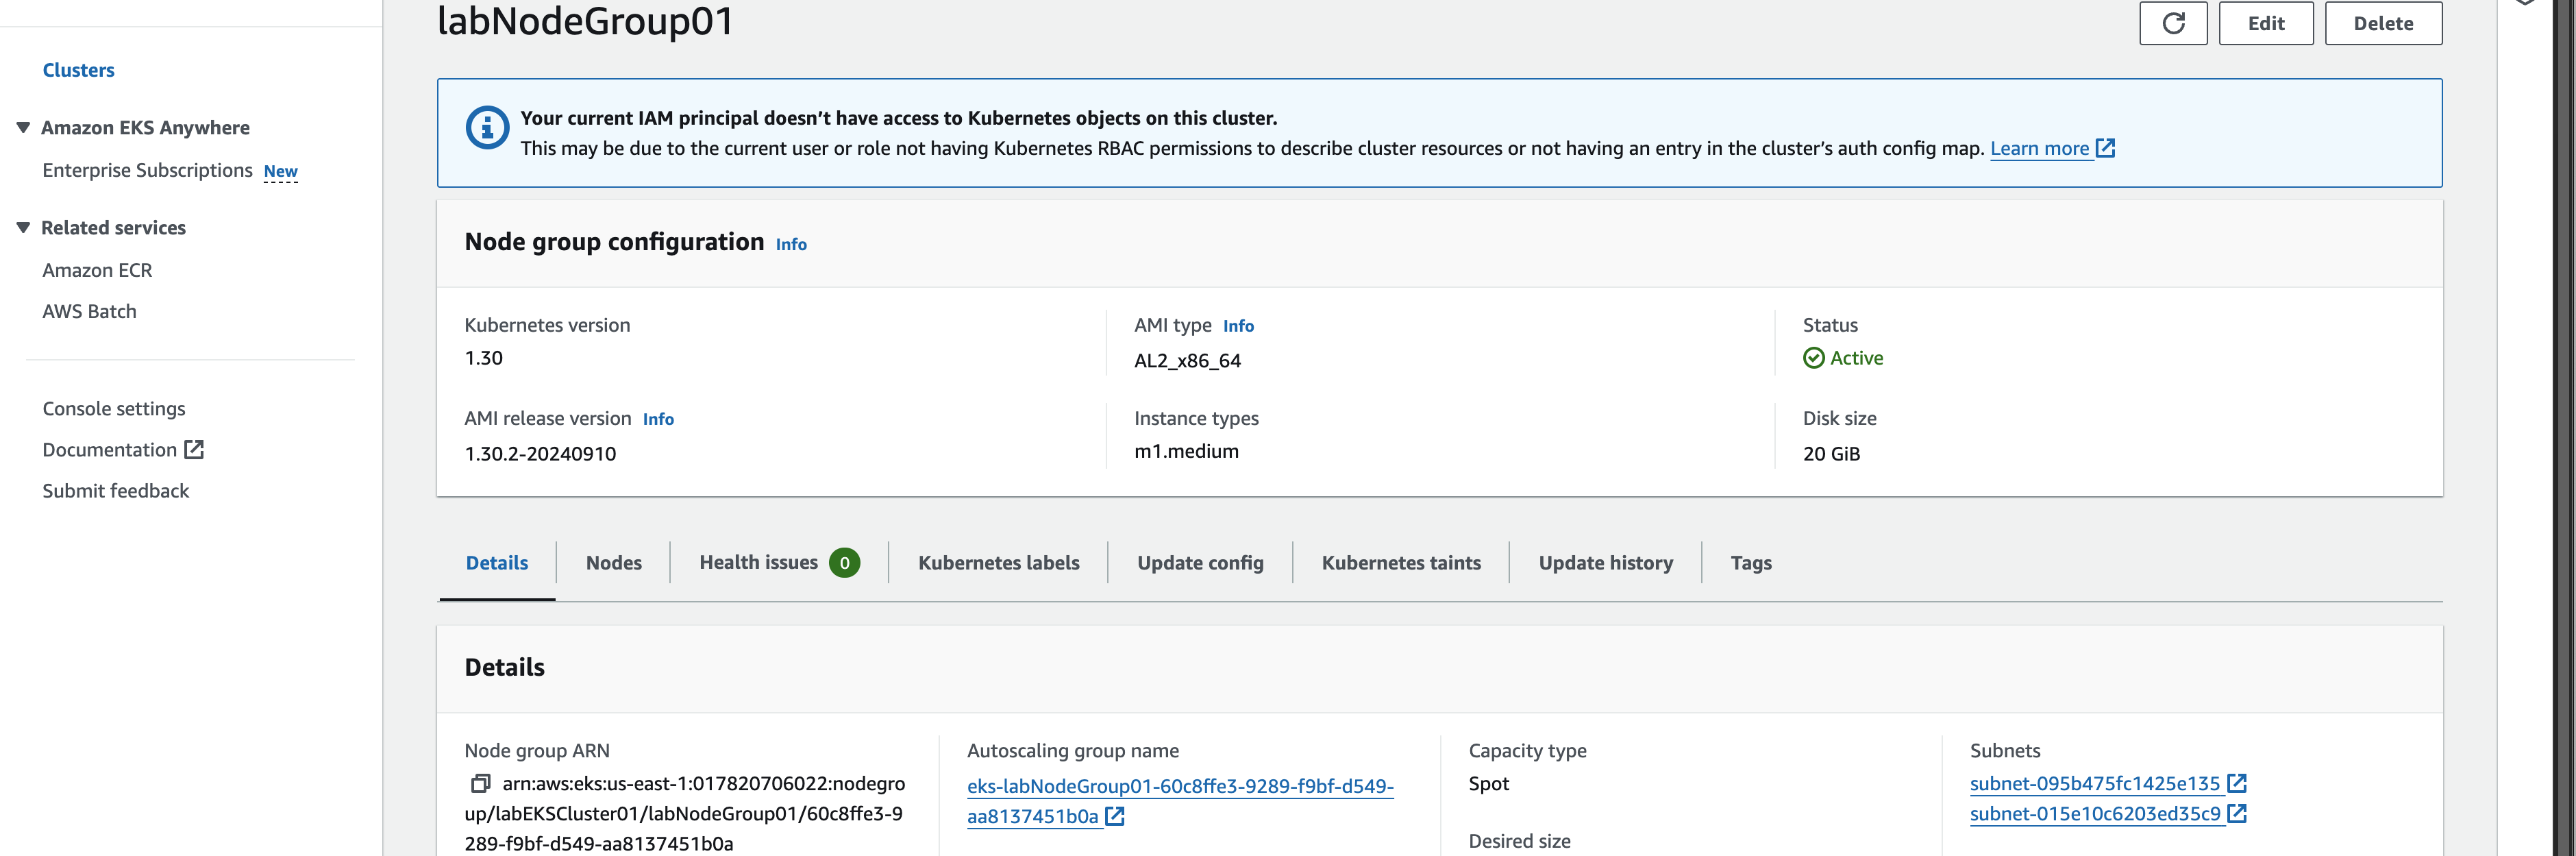 labNodeGroup01
Edit
Delete
Clusters
Amazon EKS Anywhere
Enterprise Subscriptions New
Related services
Amazon ECR
AWS Batch
Console settings
Documentation
Submit feedback
Your current IAM principal doesn’t have access to Kubernetes objects on this cluster.
This may be due to the current user or role not having Kubernetes RBAC permissions to describe cluster resources or not having an entry in the cluster’s auth config map. Learn more
Node group configuration Info
Kubernetes version
1.30
AMI type Info
AL2_x86_64
Status
Active
AMI release version Info
1.30.2-20240910
Instance types
m1.medium
Disk size
20 GiB
Details
Nodes
Health issues 0
Kubernetes labels
Update config
Kubernetes taints
Update history
Tags
Details
Node group ARN
arn:aws:eks:us-east-1:017820706022:nodegro
up/labEKSCluster01/labNodeGroup01/60c8ffe3-9
289-f9bf-d549-aa8137451b0a
Autoscaling group name
eks-labNodeGroup01-60c8ffe3-9289-f9bf-d549-
aa8137451b0a
Capacity type
Spot
Desired size
Subnets
subnet-095b475fc1425e135
subnet-015e10c6203ed35c9